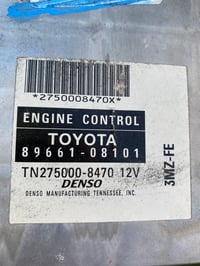 *2750008470X*
ENGINE CONTROL
TOYOTA
89661-08101
TN275000-8470 12V
DENSO
DENSO MANUFACTURING TENNESSEE, INC.
3MZ-FE